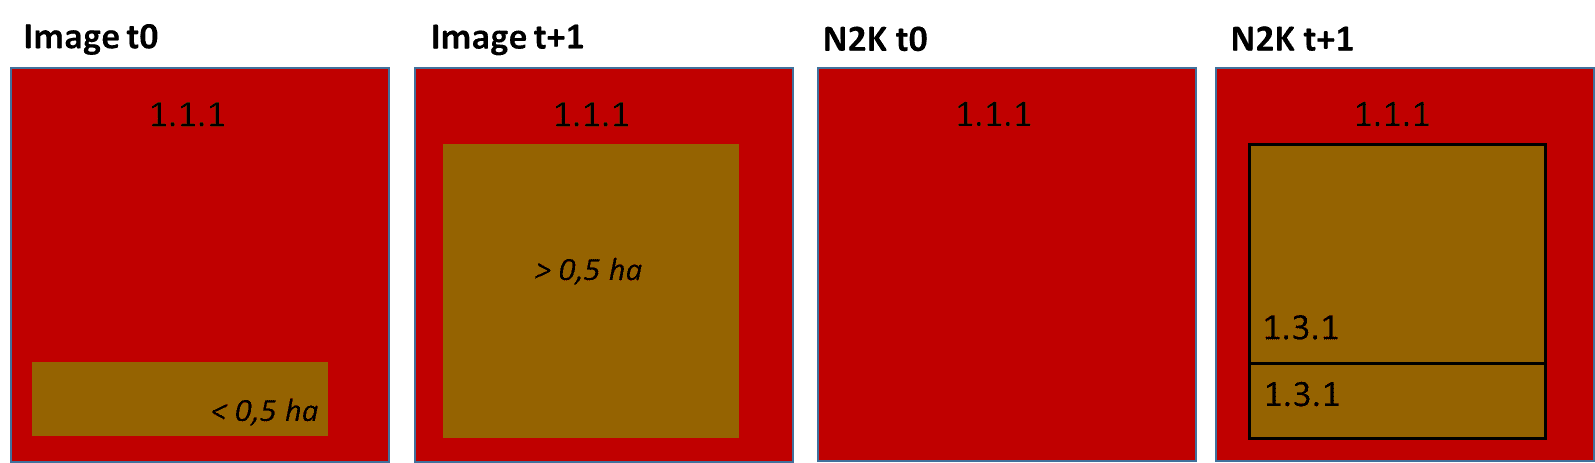 Image t0
Image t+1
N2K t0
N2K t+1
1.1.1
1.1.1
1.1.1
1.1.1
> 0,5 ha
1.3.1
< 0,5 ha
1.3.1